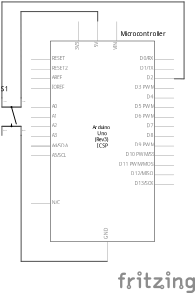 Microcontroller
3V3
5V
VIN
RESET
RESET2
AREF
IOREF
A0
A1
A2
A3
A4/SDA
A5/SCL
N/C
D0/RX
D1/TX
D2
D3 PWM
D4
D5 PWM
D6 PWM
D7
D8
D9 PWM
D10 PWM/SS
D11 PWM/MOSI
D12/MISO
D13/SCK
Arduino
Uno
(Rev3)
ICSP
S1
GND
fritzing